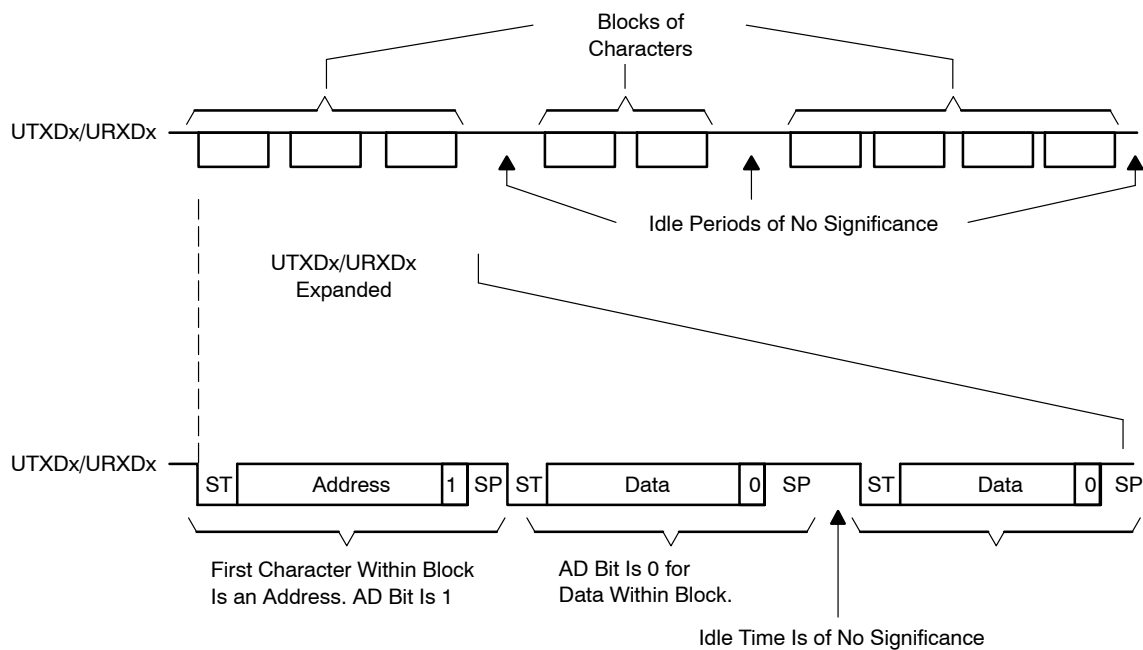 Blocks of
Characters
UTXDx/URXDx
Idle Periods of No Significance
UTXDx/URXDx
Expanded
UTXDx/URXDx
ST Address 1 SP ST Data 0 SP ST Data 0 SP
First Character Within Block
Is an Address. AD Bit Is 1
AD Bit Is 0 for
Data Within Block.
Idle Time Is of No Significance